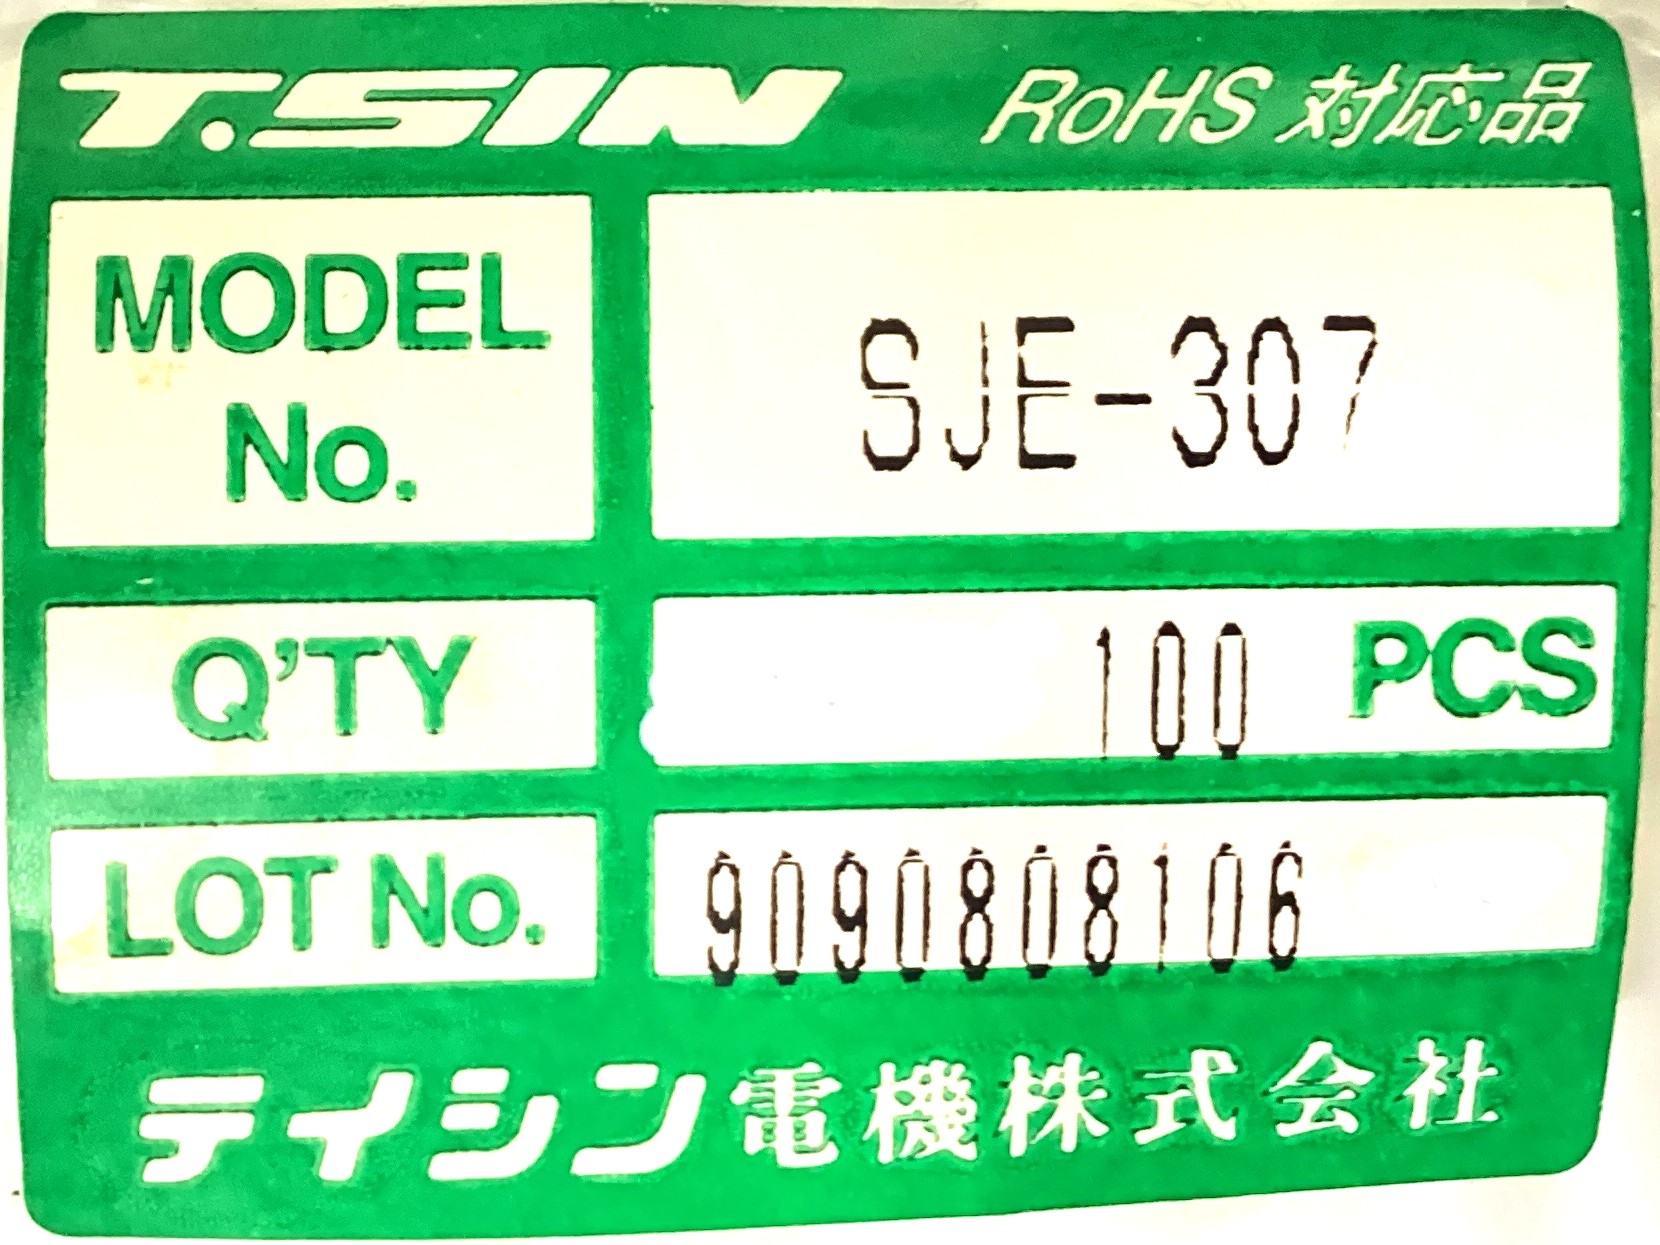 T.SIN RoHS 対応品
MODEL No. SJE-307
Q'TY 100 PCS
LOT No. 9090808106
テイシン電機株式会社